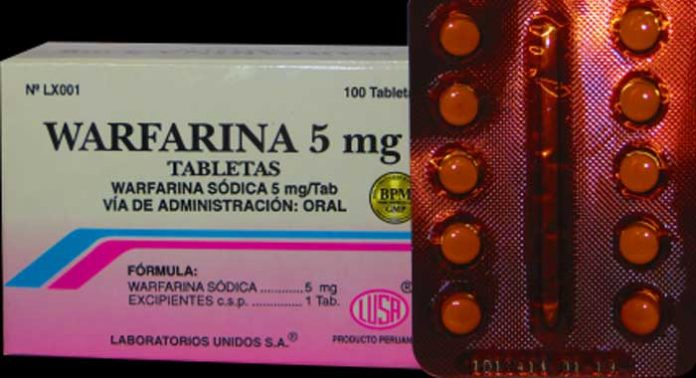 Nº LX001
100 Tableta
WARFARINA 5 mg
TABLETAS
WARFARINA SÓDICA 5 mg/Tab
VÍA DE ADMINISTRACIÓN: ORAL
BPM
GMP
FÓRMULA:
WARFARINA SÓDICA ............5 mg
EXCIPIENTES c.s.p. ..............1 Tab.
LUSA ®
LABORATORIOS UNIDOS S.A.®
PRODUCTO PERUAN